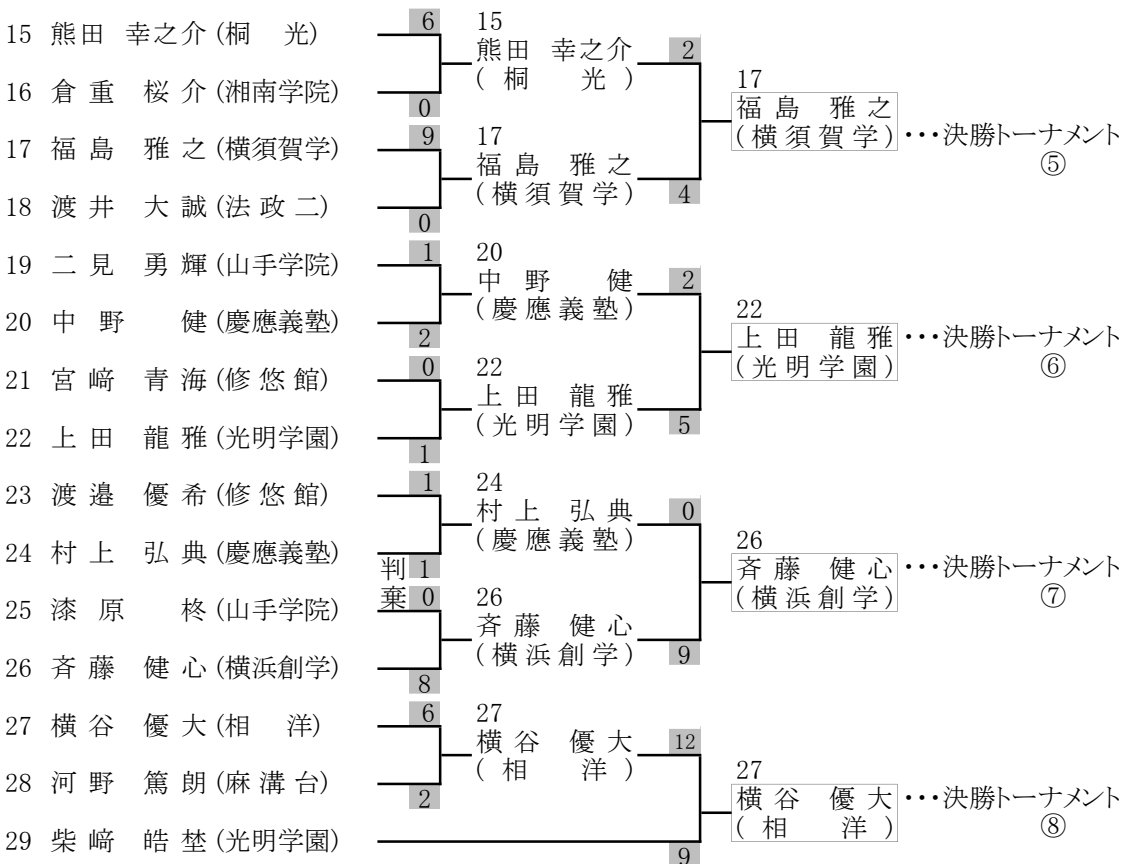 15 熊田 幸之介 (桐 光)
6
16 倉重 桜介 (湘南学院)
0
17 福島 雅之 (横須賀学)
9
18 渡井 大誠 (法政二)
0
19 二見 勇輝 (山手学院)
1
20 中野 健 (慶應義塾)
2
21 宮﨑 青海 (修悠館)
0
22 上田 龍雅 (光明学園)
1
23 渡邉 優希 (修悠館)
1
24 村上 弘典 (慶應義塾)
判 1
25 漆原 柊 (山手学院)
棄 0
26 斉藤 健心 (横浜創学)
8
27 横谷 優大 (相 洋)
6
28 河野 篤朗 (麻溝台)
2
29 柴﨑 皓埜 (光明学園)
9
15
熊田 幸之介
(桐 光)
2
17
福島 雅之
(横須賀学)
4
20
中野 健
(慶應義塾)
2
22
上田 龍雅
(光明学園)
5
24
村上 弘典
(慶應義塾)
0
26
斉藤 健心
(横浜創学)
9
27
横谷 優大
(相 洋)
12
17
福島 雅之
(横須賀学)・・・決勝トーナメント
⑤
22
上田 龍雅・・・決勝トーナメント
(光明学園)
⑥
26
斉藤 健心・・・決勝トーナメント
(横浜創学)
⑦
27
横谷 優大・・・決勝トーナメント
(相 洋)
⑧